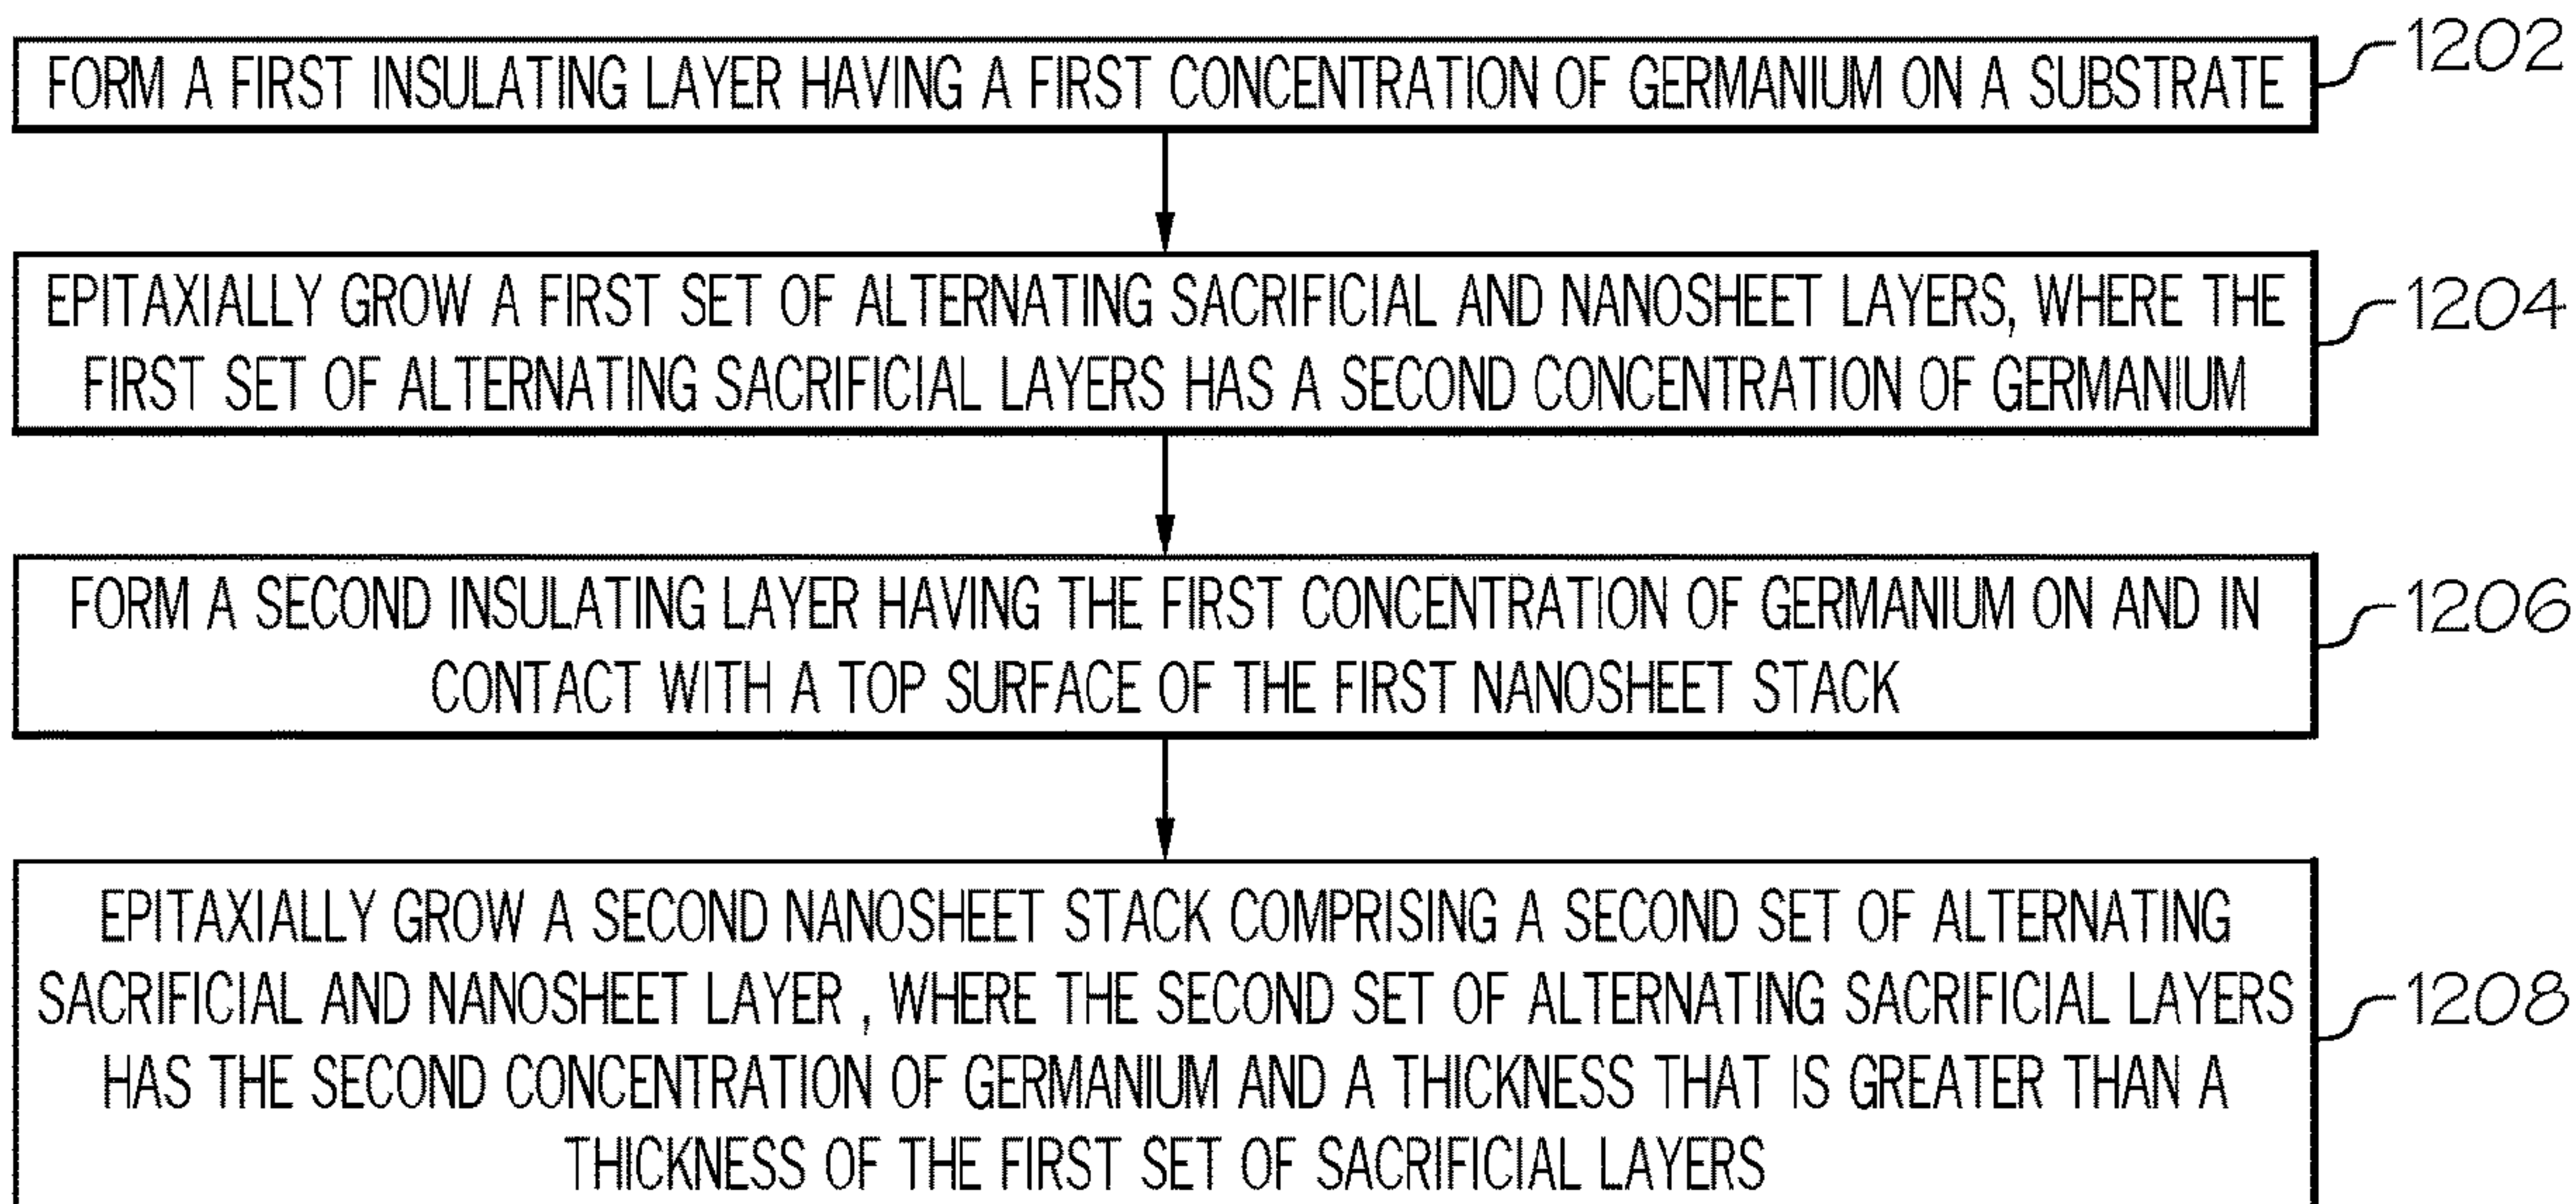 FORM A FIRST INSULATING LAYER HAVING A FIRST CONCENTRATION OF GERMANIUM ON A SUBSTRATE
1202
EPITAXIALLY GROW A FIRST SET OF ALTERNATING SACRIFICIAL AND NANOSHEET LAYERS, WHERE THE
FIRST SET OF ALTERNATING SACRIFICIAL LAYERS HAS A SECOND CONCENTRATION OF GERMANIUM
1204
FORM A SECOND INSULATING LAYER HAVING THE FIRST CONCENTRATION OF GERMANIUM ON AND IN
CONTACT WITH A TOP SURFACE OF THE FIRST NANOSHEET STACK
1206
EPITAXIALLY GROW A SECOND NANOSHEET STACK COMPRISING A SECOND SET OF ALTERNATING
SACRIFICIAL AND NANOSHEET LAYER , WHERE THE SECOND SET OF ALTERNATING SACRIFICIAL LAYERS
HAS THE SECOND CONCENTRATION OF GERMANIUM AND A THICKNESS THAT IS GREATER THAN A
THICKNESS OF THE FIRST SET OF SACRIFICIAL LAYERS
1208